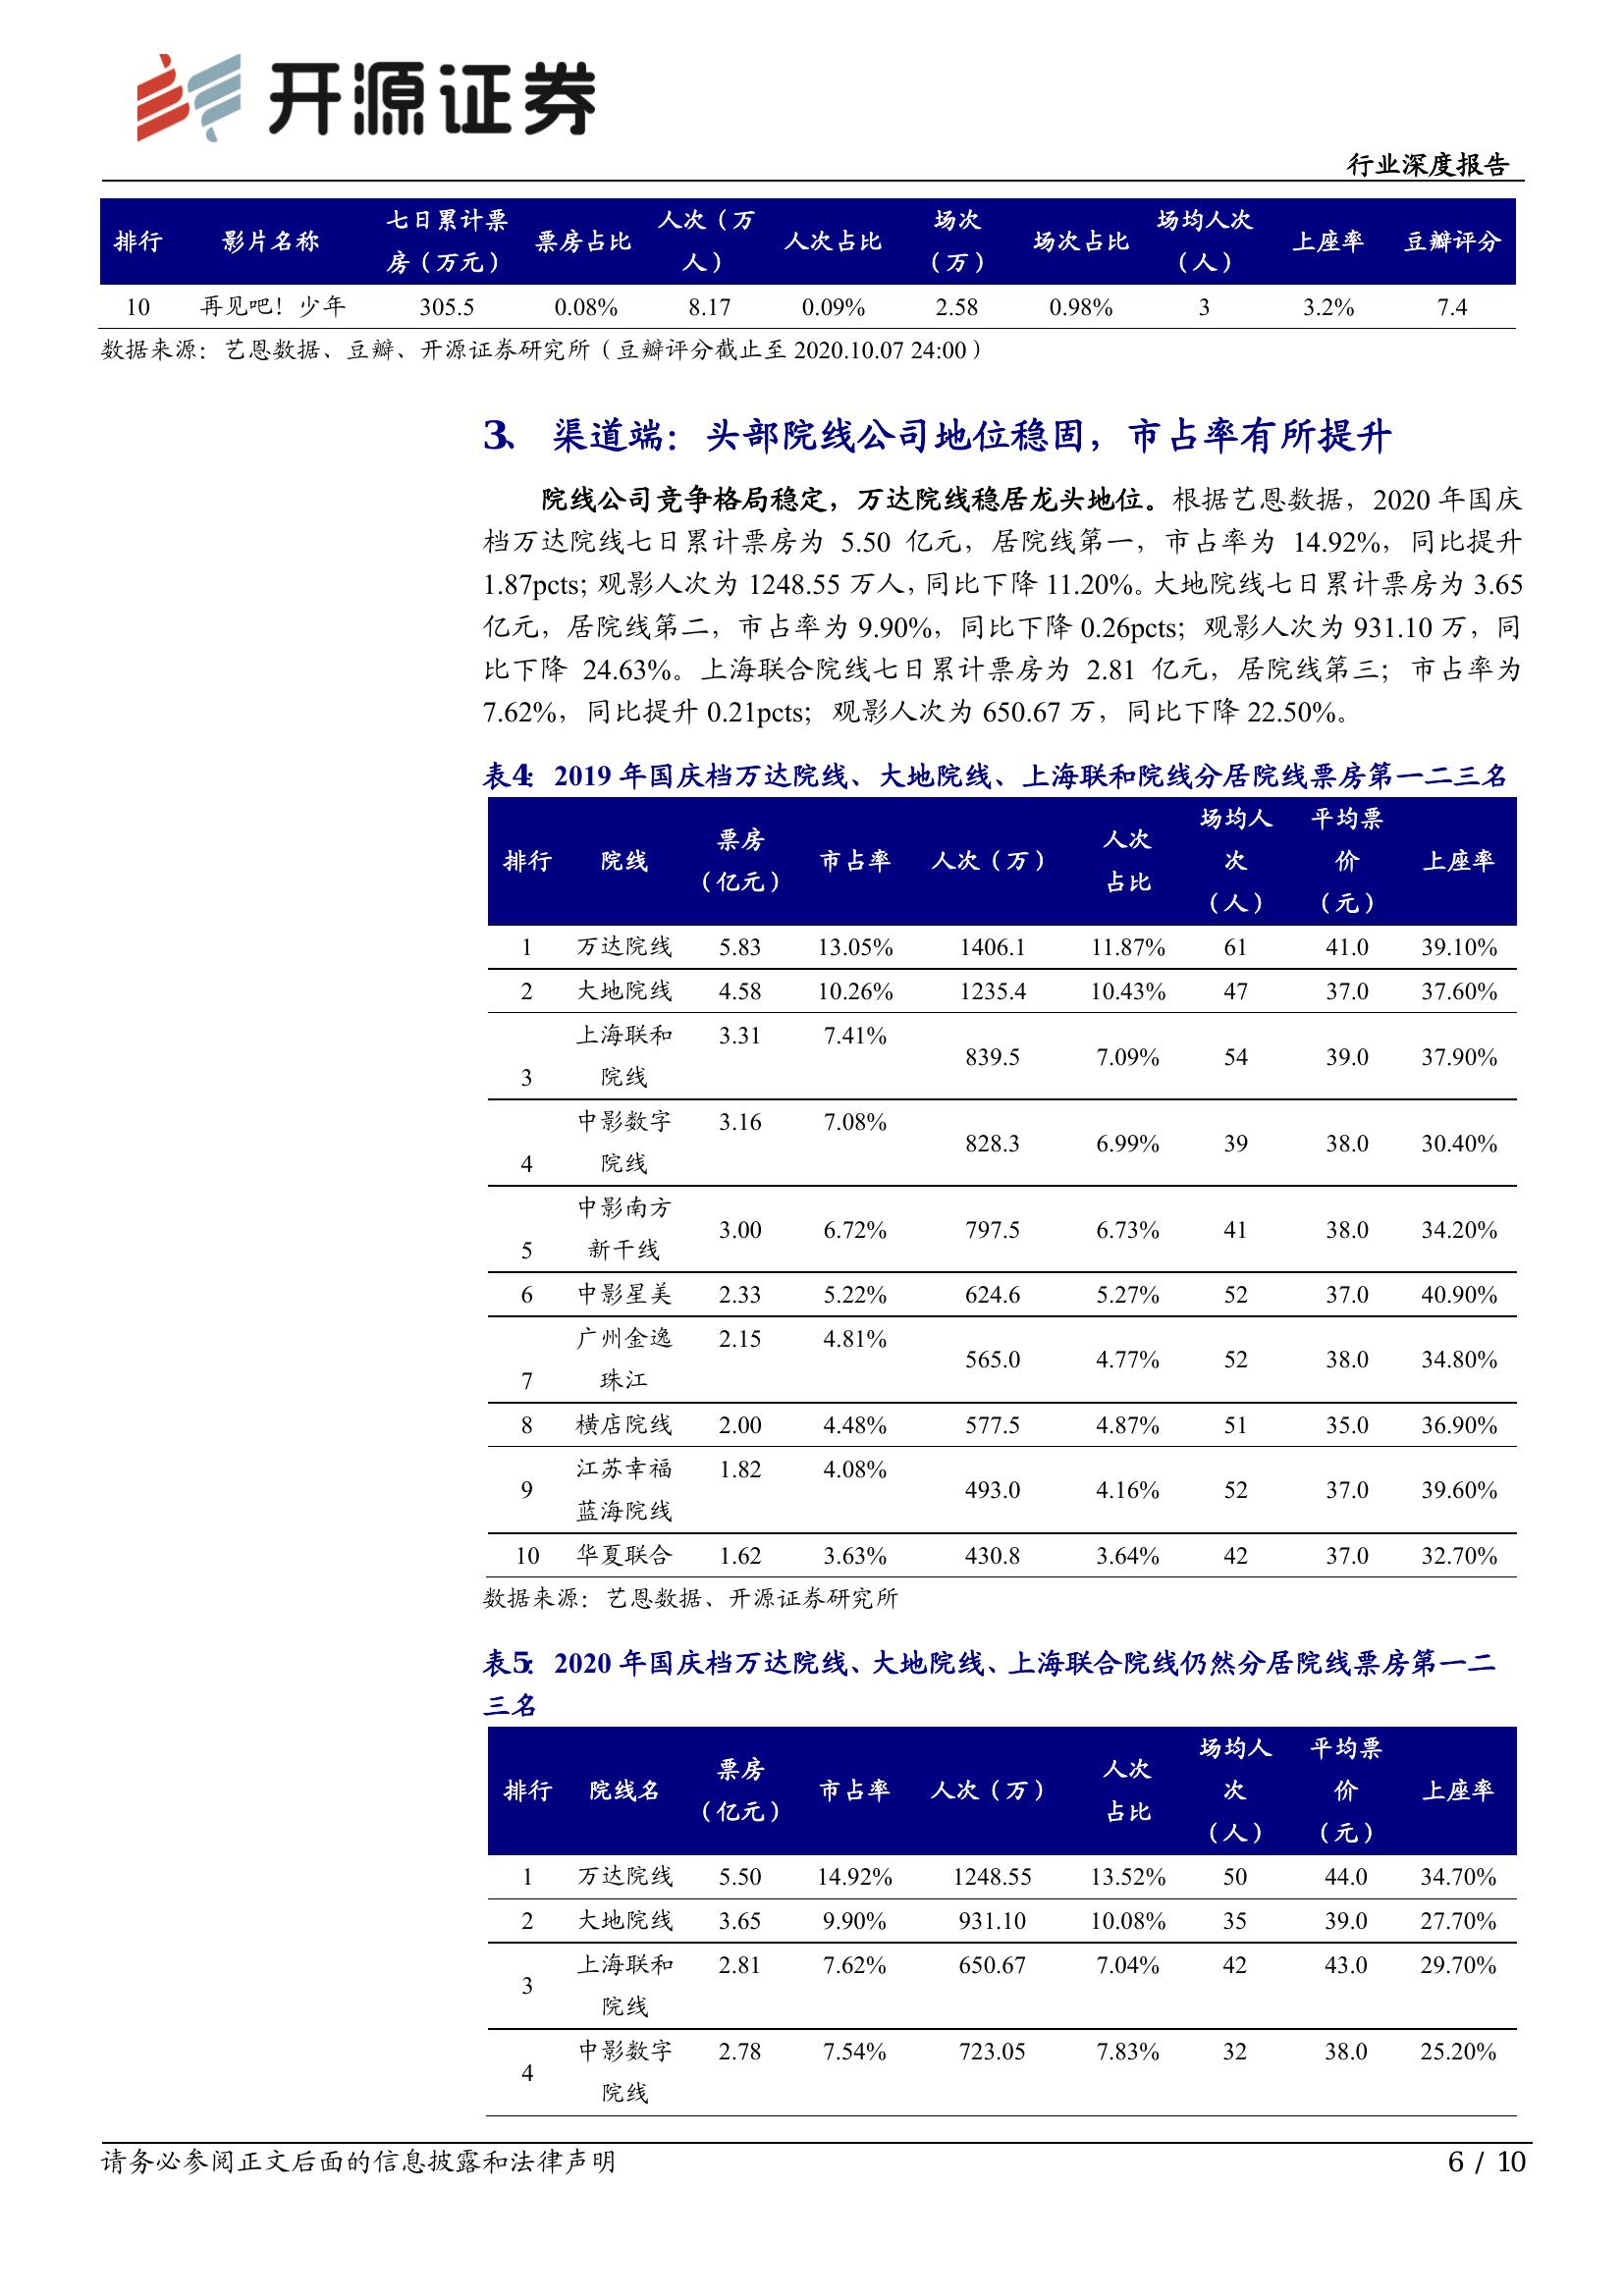 开源证券
行业深度报告
排行 影片名称 七日累计票房（万元） 票房占比 人次（万人） 人次占比 场次（万） 场次占比 场均人次（人） 上座率 豆瓣评分
10 再见吧！少年 305.5 0.08% 8.17 0.09% 2.58 0.98% 3 3.2% 7.4
数据来源：艺恩数据、豆瓣、开源证券研究所（豆瓣评分截止至 2020.10.07 24:00）
3、 渠道端：头部院线公司地位稳固，市占率有所提升
院线公司竞争格局稳定，万达院线稳居龙头地位。根据艺恩数据，2020 年国庆
档万达院线七日累计票房为 5.50 亿元，居院线第一，市占率为 14.92%，同比提升
1.87pcts；观影人次为 1248.55 万人，同比下降 11.20%。大地院线七日累计票房为 3.65
亿元，居院线第二，市占率为 9.90%，同比下降 0.26pcts；观影人次为 931.10 万，同
比下降 24.63%。上海联合院线七日累计票房为 2.81 亿元，居院线第三；市占率为
7.62%，同比提升 0.21pcts；观影人次为 650.67 万，同比下降 22.50%。
表4： 2019 年国庆档万达院线、大地院线、上海联和院线分居院线票房第一二三名
排行 院线 票房（亿元） 市占率 人次（万） 人次占比 场均人次（人） 平均票价（元） 上座率
1 万达院线 5.83 13.05% 1406.1 11.87% 61 41.0 39.10%
2 大地院线 4.58 10.26% 1235.4 10.43% 47 37.0 37.60%
3 上海联和院线 3.31 7.41% 839.5 7.09% 54 39.0 37.90%
4 中影数字院线 3.16 7.08% 828.3 6.99% 39 38.0 30.40%
5 中影南方新干线 3.00 6.72% 797.5 6.73% 41 38.0 34.20%
6 中影星美 2.33 5.22% 624.6 5.27% 52 37.0 40.90%
7 广州金逸珠江 2.15 4.81% 565.0 4.77% 52 38.0 34.80%
8 横店院线 2.00 4.48% 577.5 4.87% 51 35.0 36.90%
9 江苏幸福蓝海院线 1.82 4.08% 493.0 4.16% 52 37.0 39.60%
10 华夏联合 1.62 3.63% 430.8 3.64% 42 37.0 32.70%
数据来源：艺恩数据、开源证券研究所
表5： 2020 年国庆档万达院线、大地院线、上海联合院线仍然分居院线票房第一二
三名
排行 院线名 票房（亿元） 市占率 人次（万） 人次占比 场均人次（人） 平均票价（元） 上座率
1 万达院线 5.50 14.92% 1248.55 13.52% 50 44.0 34.70%
2 大地院线 3.65 9.90% 931.10 10.08% 35 39.0 27.70%
3 上海联和院线 2.81 7.62% 650.67 7.04% 42 43.0 29.70%
4 中影数字院线 2.78 7.54% 723.05 7.83% 32 38.0 25.20%
请务必参阅正文后面的信息披露和法律声明
6 / 10